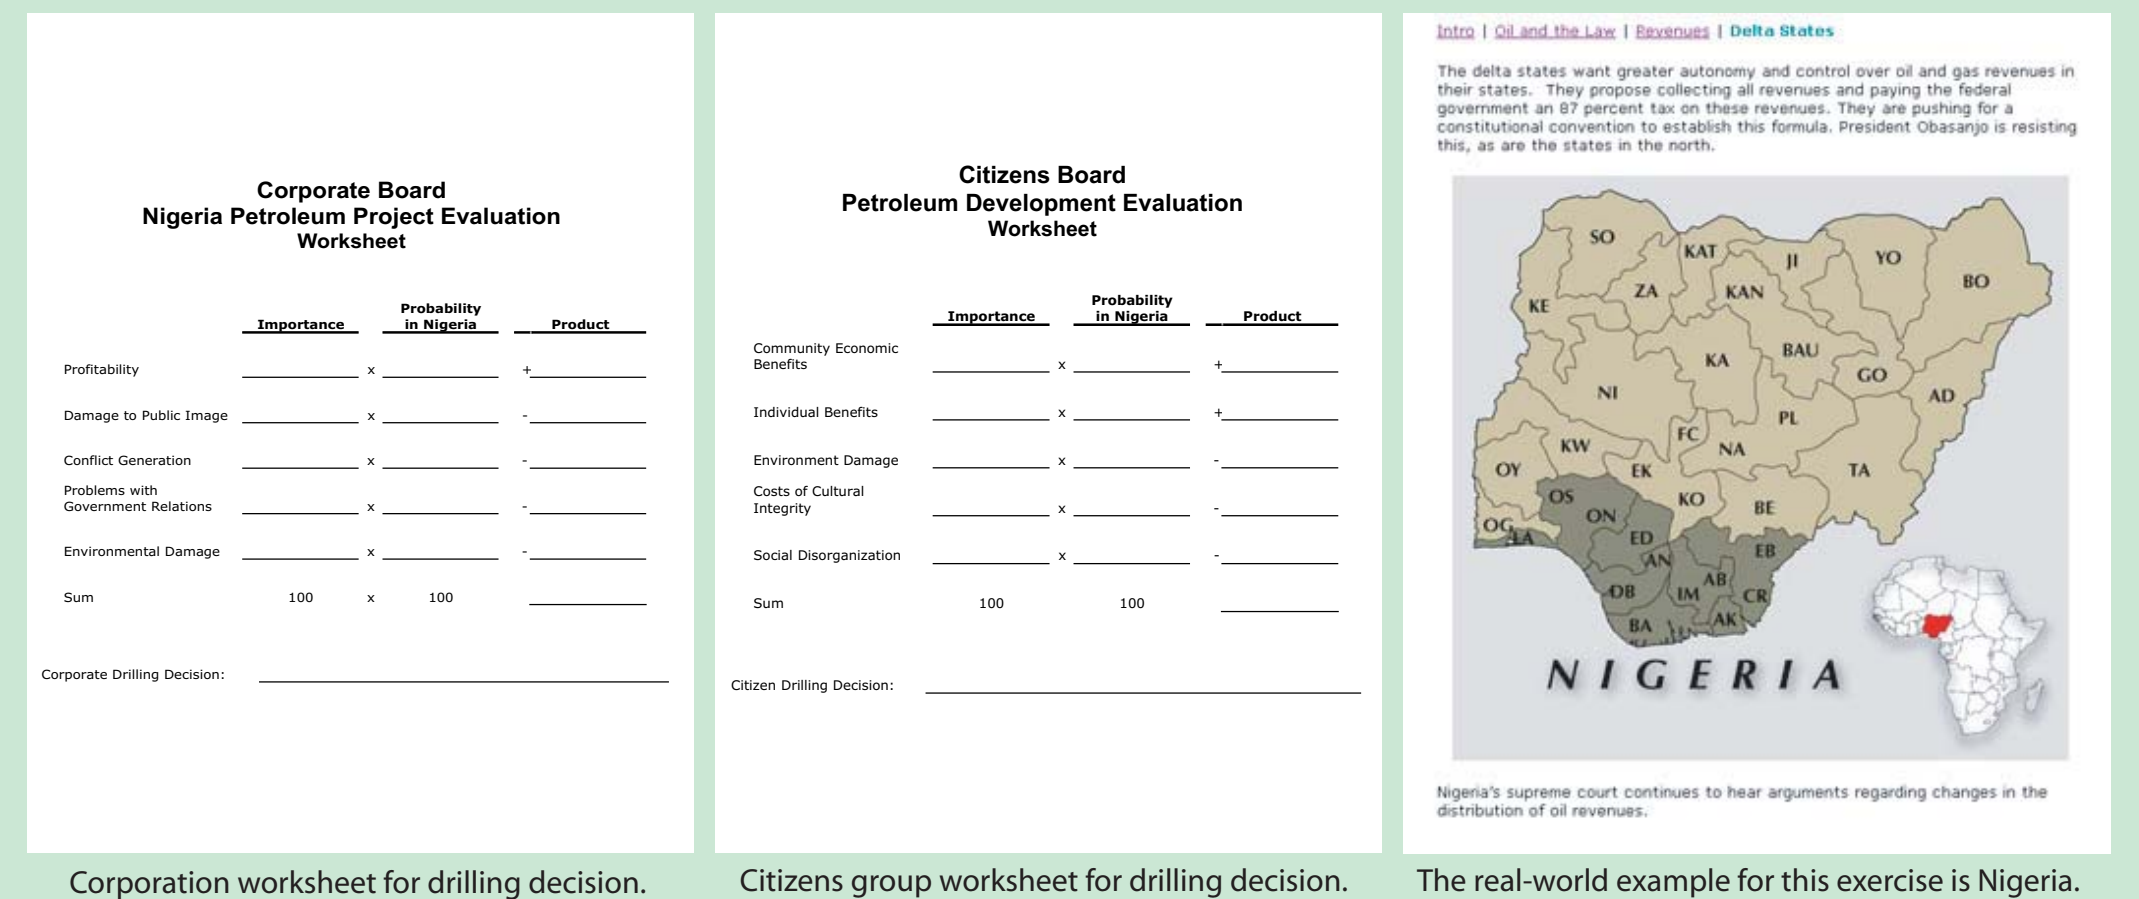 Corporate Board
Nigeria Petroleum Project Evaluation
Worksheet
Importance
Probability
in Nigeria
Product
Profitability x +
Damage to Public Image x -
Conflict Generation x -
Problems with
Government Relations x -
Environmental Damage x -
Sum 100 x 100
Corporate Drilling Decision:
Corporation worksheet for drilling decision.
Citizens Board
Petroleum Development Evaluation
Worksheet
Importance
Probability
in Nigeria
Product
Community Economic
Benefits x +
Individual Benefits x +
Environment Damage x -
Costs of Cultural
Integrity x -
Social Disorganization x -
Sum 100 100
Citizen Drilling Decision:
Citizens group worksheet for drilling decision.
Intro | Oil and the Law | Revenues | Delta States
The delta states want greater autonomy and control over oil and gas revenues in
their states. They propose collecting all revenues and paying the federal
government an 87 percent tax on these revenues. They are pushing for a
constitutional convention to establish this formula. President Obasanjo is resisting
this, as are the states in the north.
SO
KAT
JI
YO
BO
KE
ZA
KAN
KA
BAU
GO
AD
NI
PL
FC
NA
KW
OY
EK
TA
OS
KO
BE
ON
OG
LA
ED
AN
EB
DB
IM
AB
CR
BA
AK
NIGERIA
Nigeria's supreme court continues to hear arguments regarding changes in the
distribution of oil revenues.
The real-world example for this exercise is Nigeria.